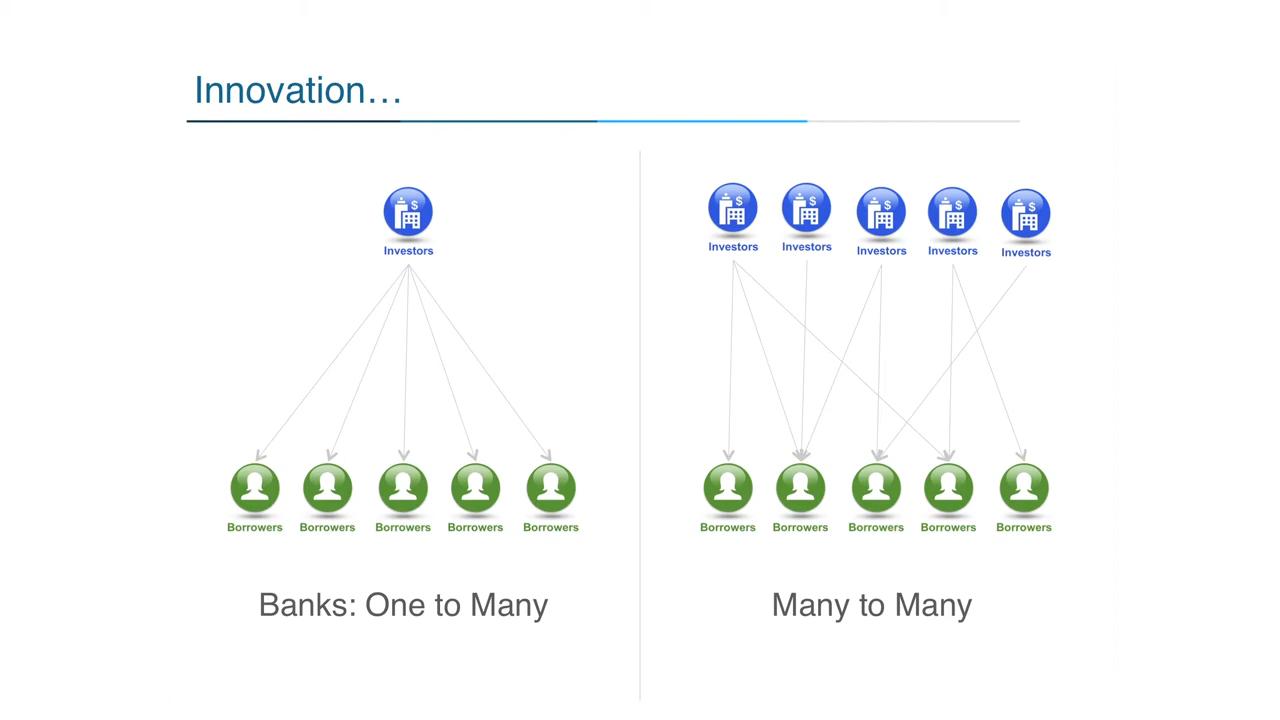 Innovation…
$
Investors
Borrowers Borrowers Borrowers Borrowers Borrowers
Banks: One to Many
$ $ $ $ $
Investors Investors Investors Investors Investors
Borrowers Borrowers Borrowers Borrowers Borrowers
Many to Many